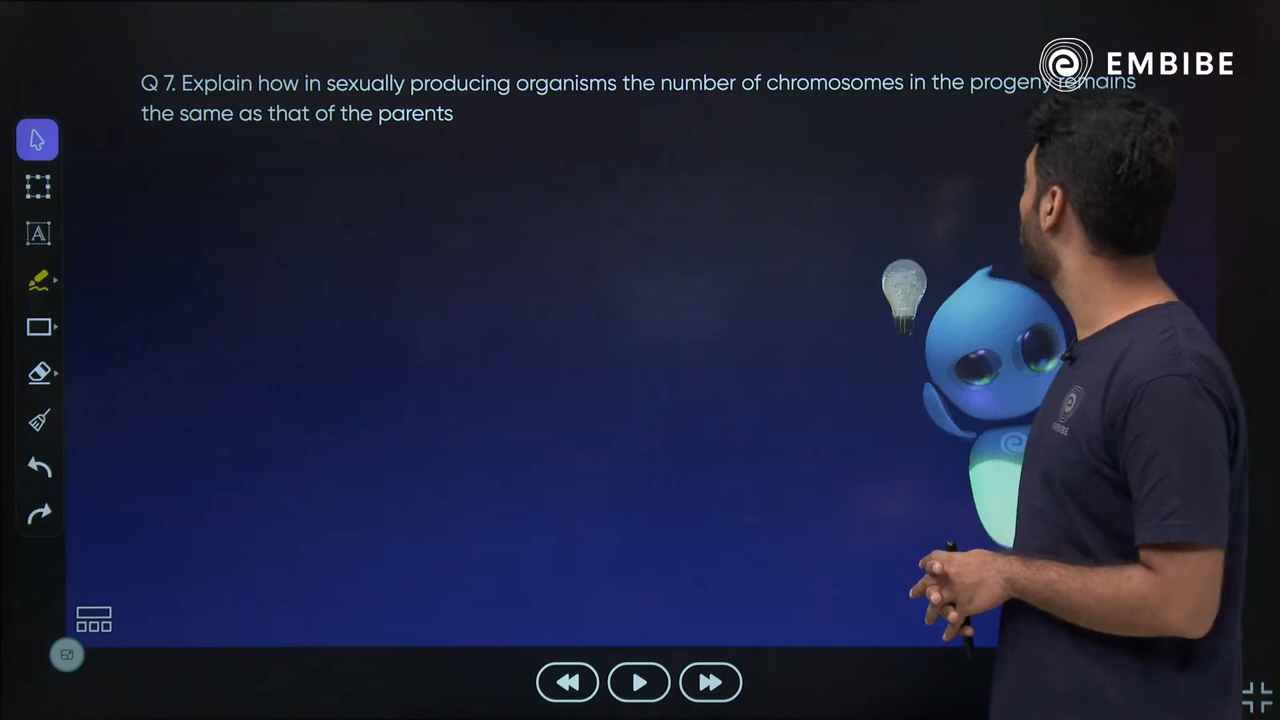 EMBIBE
Q 7. Explain how in sexually producing organisms the number of chromosomes in the progeny remains
the same as that of the parents
A
EMBIBE